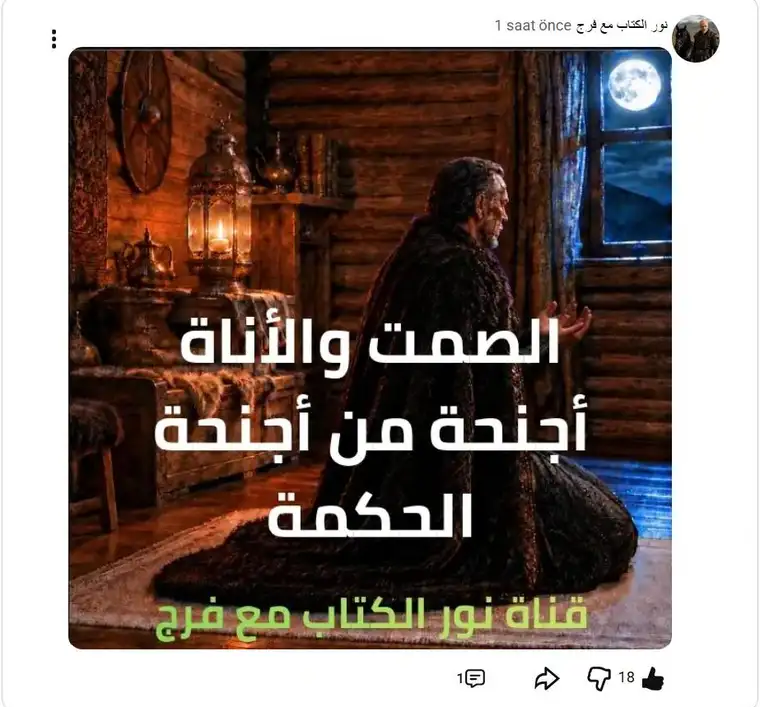 نور الكتاب مع فرج 1 saat önce
الصمت والأناة
أجنحة من أجنحة
الحكمة
قناة نور الكتاب مع فرج
18
1